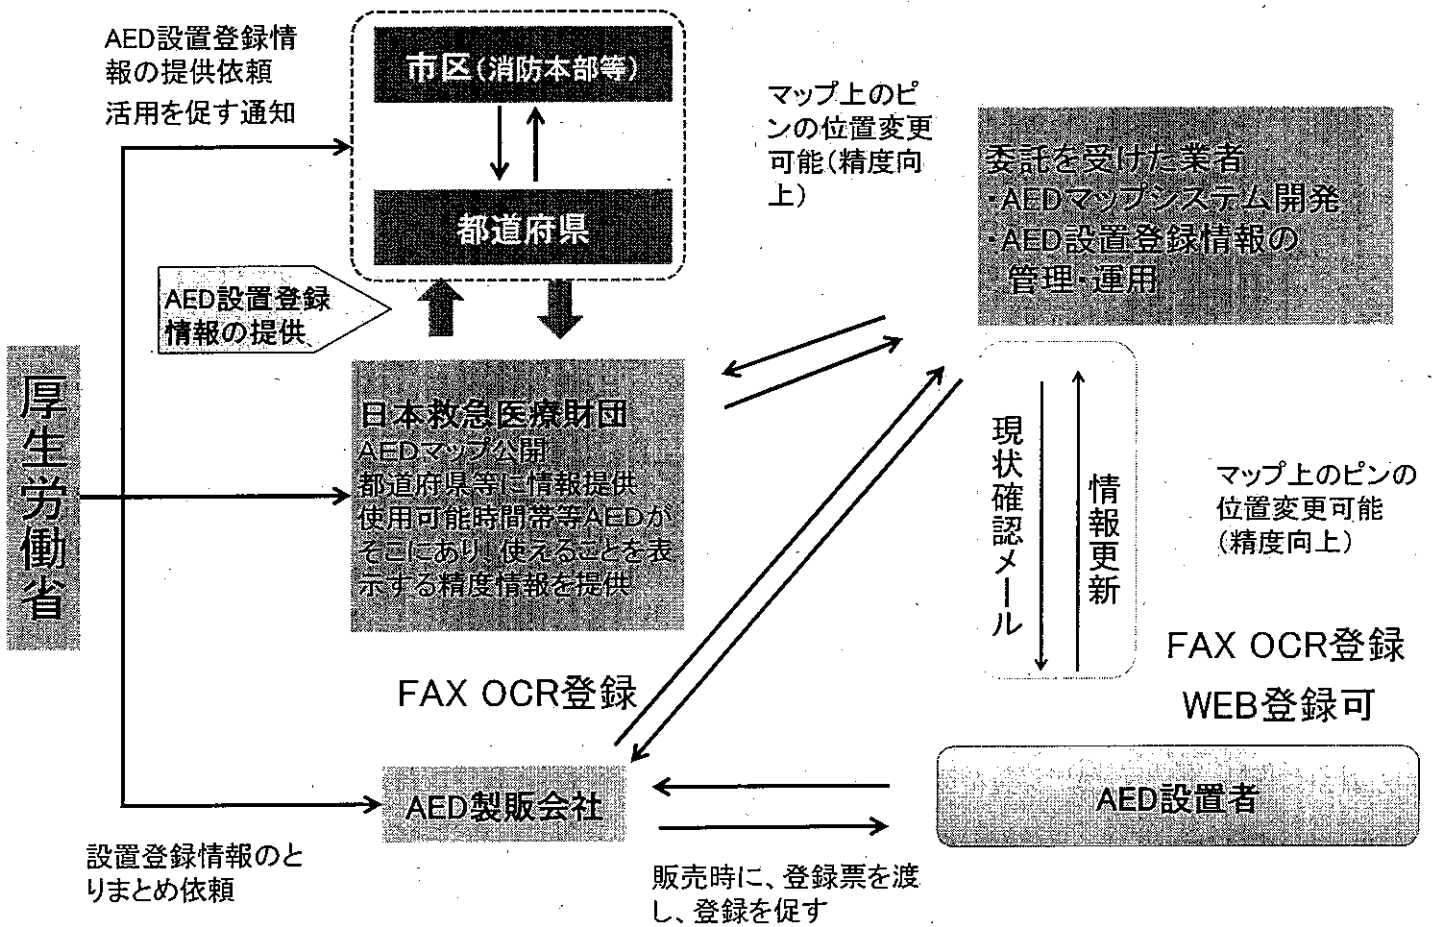 AED設置登録情
報の提供依頼
活用を促す通知
市区(消防本部等)
都道府県
マップ上のピ
ンの位置変更
可能(精度向
上)
委託を受けた業者
・AEDマップシステム開発
・AED設置登録情報の
管理・運用
AED設置登録
情報の提供
厚生労働省
日本救急医療財団
AEDマップ公開
都道府県等に情報提供
使用可能時間帯等AEDが
そこにあり、使えることを表
示する精度情報を提供
現状確認メール
情報更新
マップ上のピンの
位置変更可能
(精度向上)
FAX OCR登録
WEB登録可
FAX OCR登録
AED製販会社
AED設置者
設置登録情報のと
りまとめ依頼
販売時に、登録票を渡
し、登録を促す